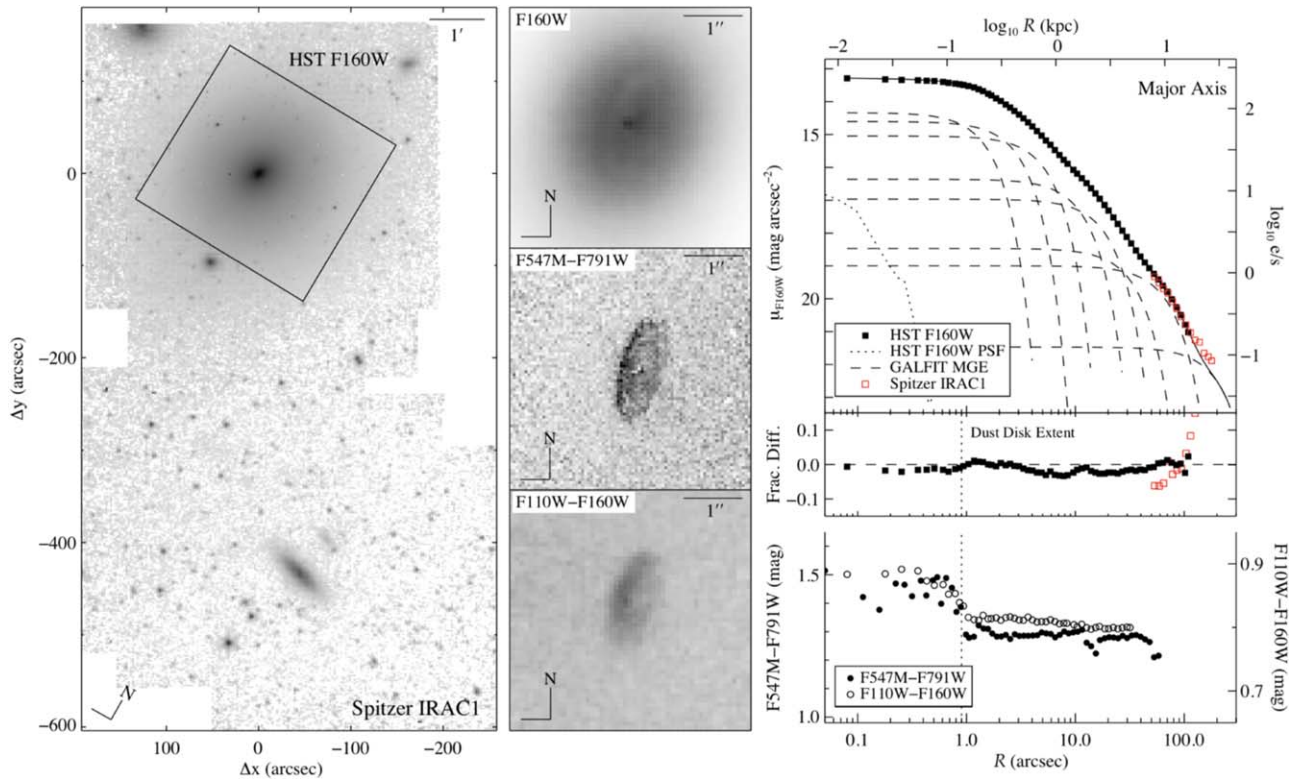 1′
HST F160W
0
−200
−400
−600
Δy (arcsec)
N
Spitzer IRAC1
100
0
−100
−200
Δx (arcsec)
F160W
1′′
N
F547M−F791W
1′′
N
F110W−F160W
1′′
N
log₁₀ R (kpc)
−2
−1
0
1
Major Axis
15
20
μF160W (mag arcsec⁻²)
2
1
0
−1
log₁₀ e/s
HST F160W
HST F160W PSF
GALFIT MGE
Spitzer IRAC1
0.1
0.0
−0.1
Frac. Diff.
Dust Disk Extent
1.5
1.0
F547M−F791W (mag)
0.9
0.7
F110W−F160W (mag)
F547M−F791W
F110W−F160W
0.1
1.0
10.0
100.0
R (arcsec)